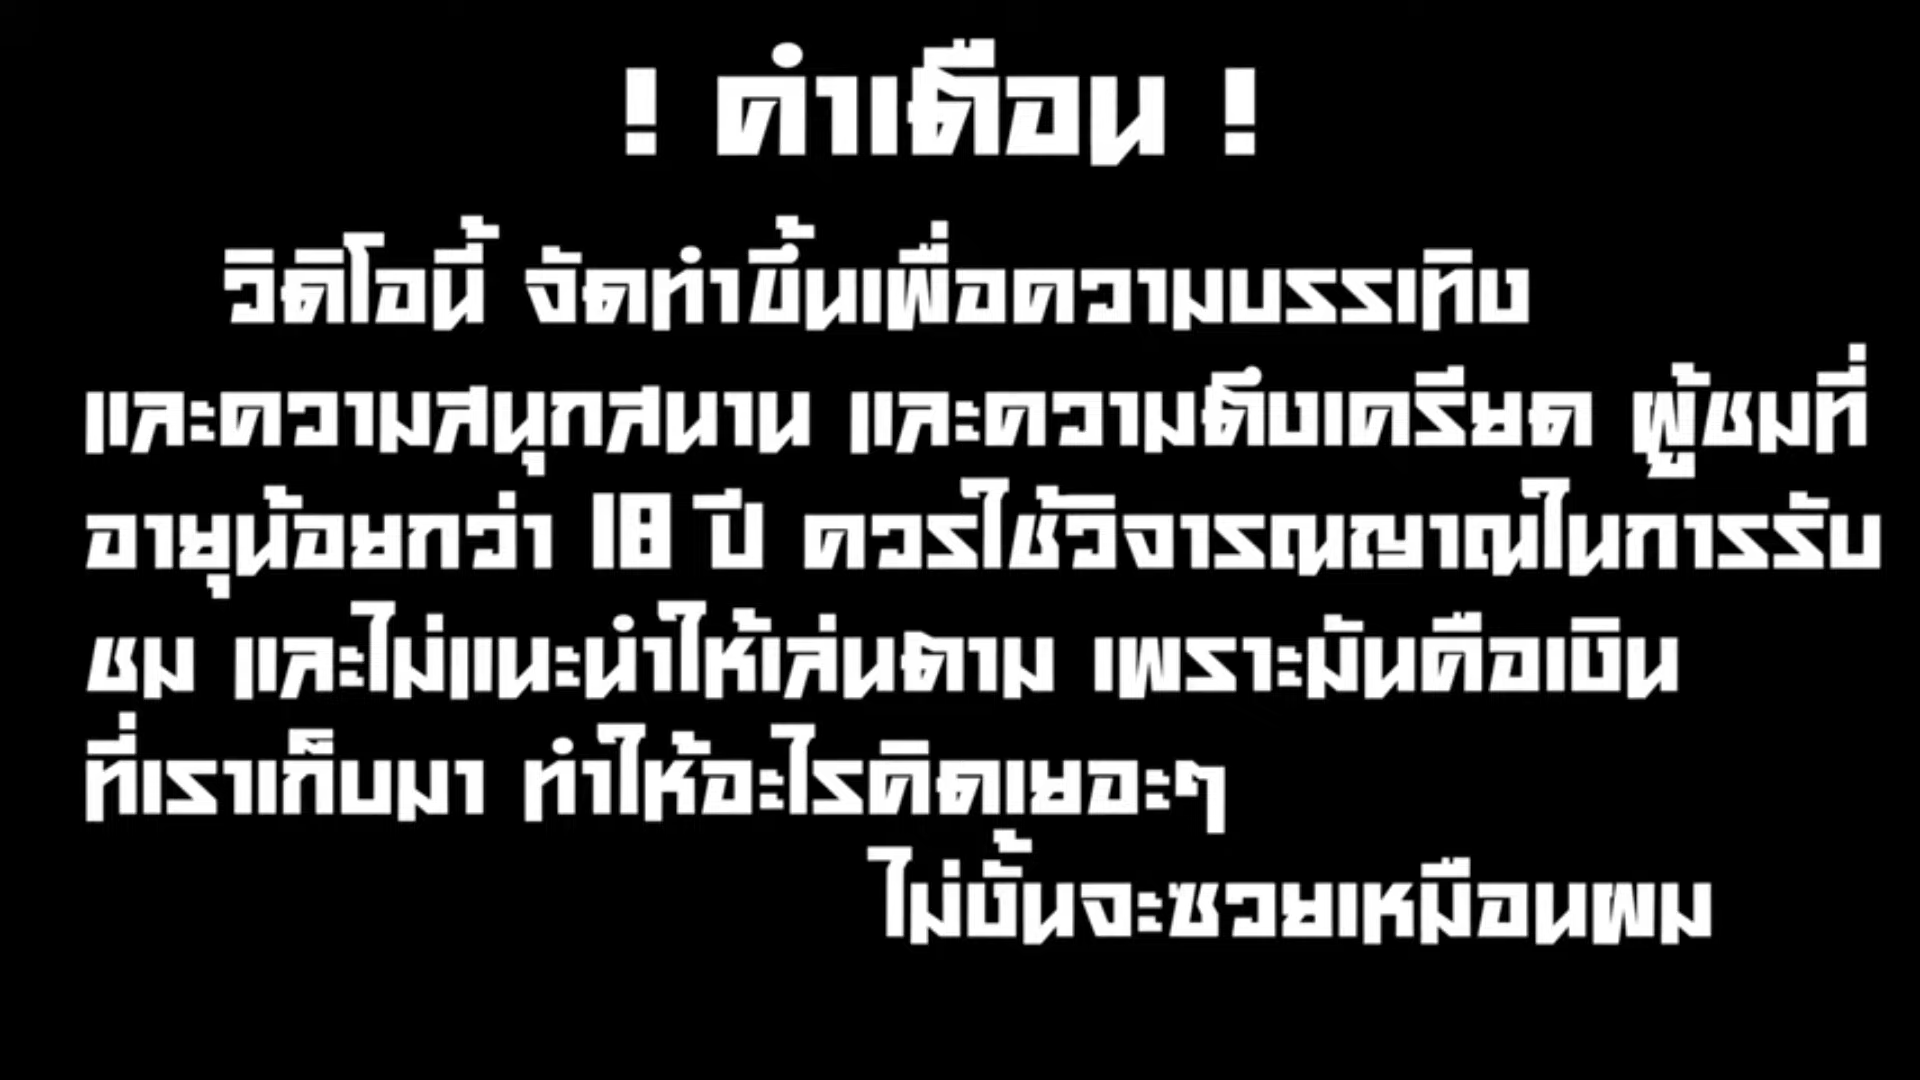 ! คำเตือน !
วิดิโอนี้ จัดทำขึ้นเพื่อความบรรเทิง
และความสนุกสนาน และความตึงเครียด ผู้ชมที่
อายุน้อยกว่า 18 ปี ควรใช้วิจารณญาณในการรับ
ชม และไม่แนะนำให้เล่นตาม เพราะมันคือเงิน
ที่เราเก็บมา ทำให้อะไรคิดเยอะๆ
ไม่งั้นจะซวยเหมือนผม